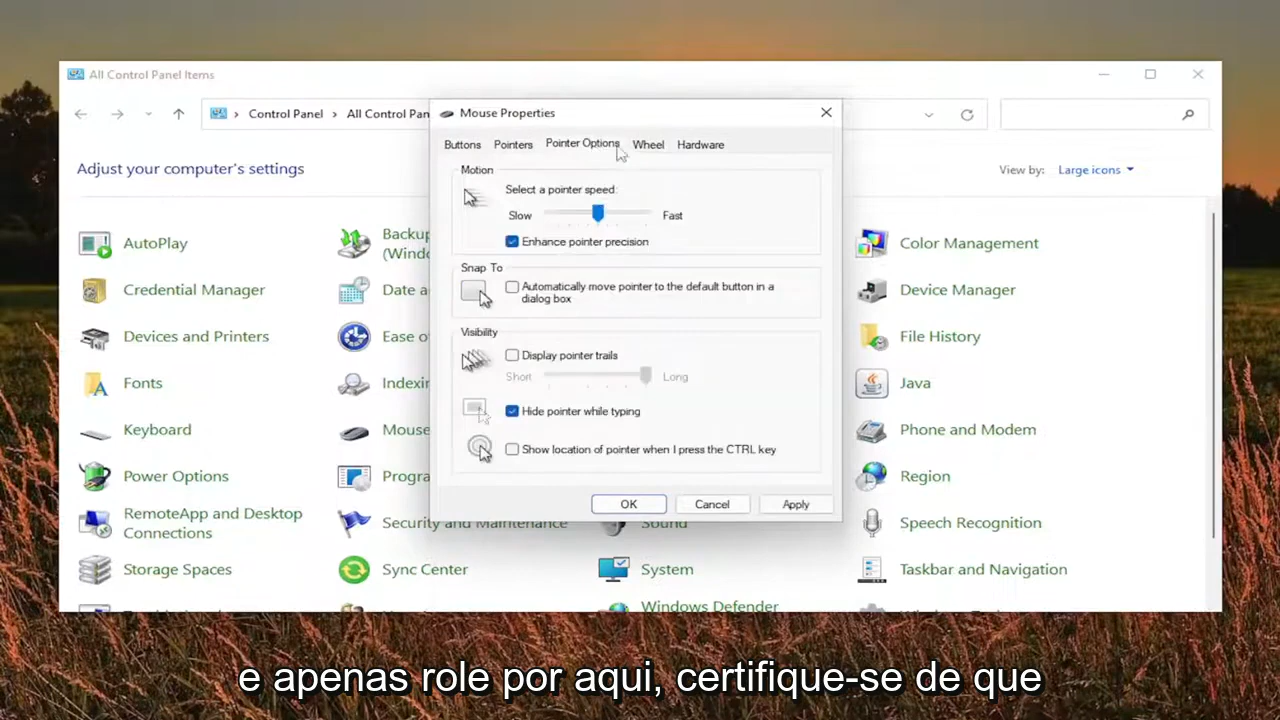 All Control Panel Items
Control Panel
All Control Pan
Adjust your computer's settings
View by:
Large icons
AutoPlay
Backup
(Windo
Color Management
Credential Manager
Date a
Device Manager
Devices and Printers
Ease o
File History
Fonts
Indexin
Java
Keyboard
Mouse
Phone and Modem
Power Options
Progra
Region
RemoteApp and Desktop
Connections
Security and Maintenance
Sound
Speech Recognition
Storage Spaces
Sync Center
System
Taskbar and Navigation
Windows Defender
Mouse Properties
Buttons
Pointers
Pointer Options
Wheel
Hardware
Motion
Select a pointer speed:
Slow
Fast
Enhance pointer precision
Snap To
Automatically move pointer to the default button in a
dialog box
Visibility
Display pointer trails
Short
Long
Hide pointer while typing
Show location of pointer when I press the CTRL key
OK
Cancel
Apply
e apenas role por aqui, certifique-se de que